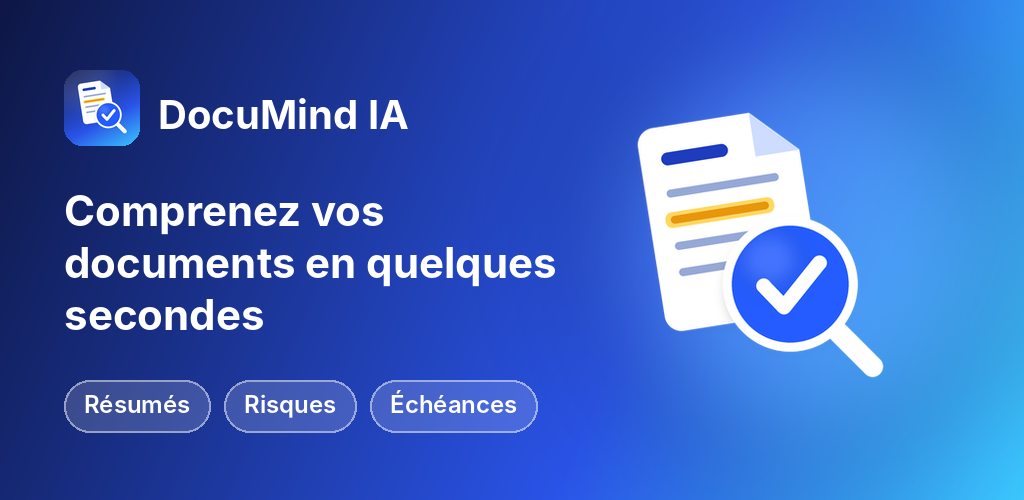 DocuMind IA
Comprenez vos
documents en quelques
secondes
Résumés
Risques
Échéances